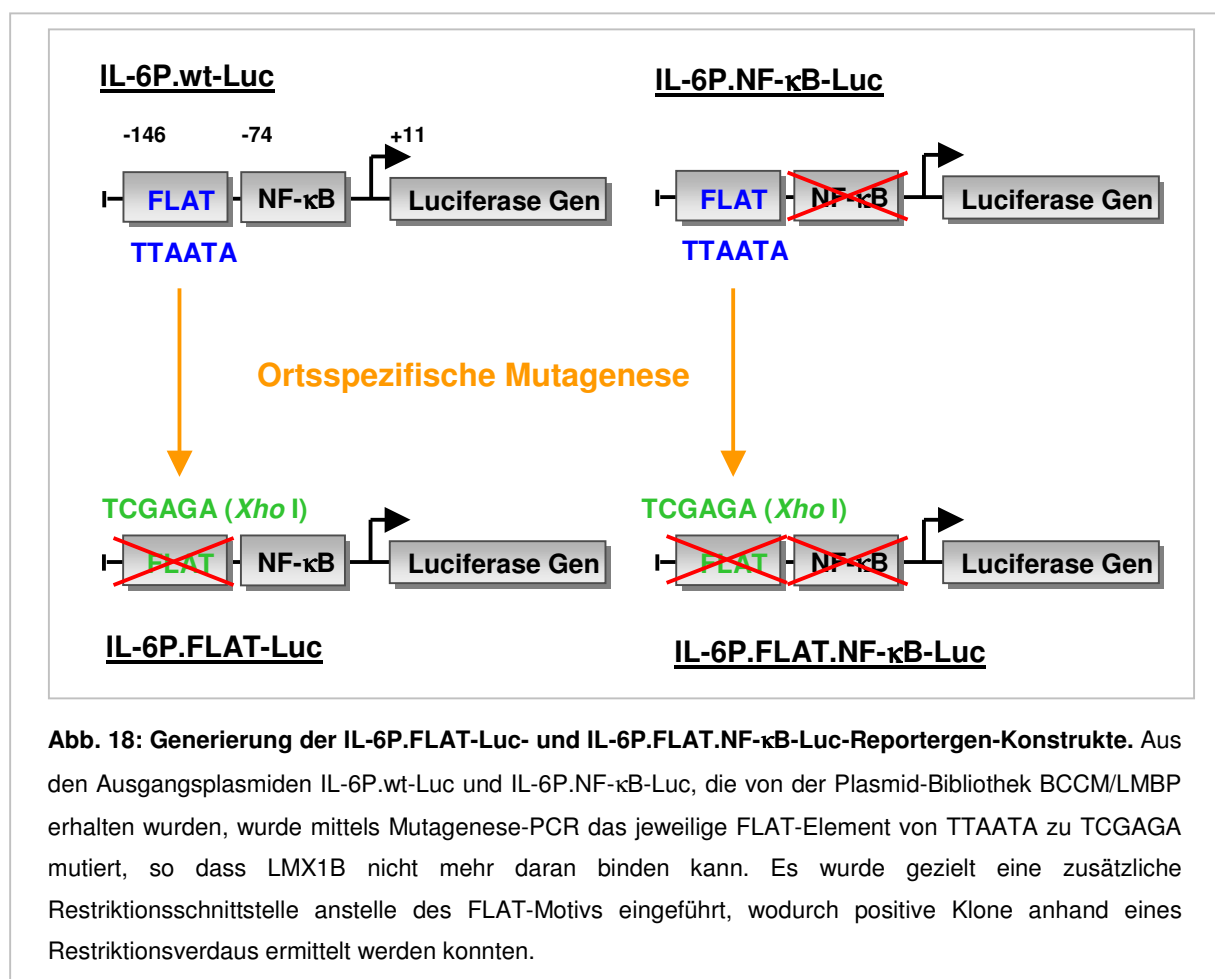 IL-6P.wt-Luc
IL-6P.NF-κB-Luc
-146 -74 +11
FLAT NF-κB Luciferase Gen
FLAT NF-κB Luciferase Gen
TTAATA
TTAATA
Ortsspezifische Mutagenese
TCGAGA (Xho I)
TCGAGA (Xho I)
FLAT NF-κB Luciferase Gen
FLAT NF-κB Luciferase Gen
IL-6P.FLAT-Luc
IL-6P.FLAT.NF-κB-Luc
Abb. 18: Generierung der IL-6P.FLAT-Luc- und IL-6P.FLAT.NF-κB-Luc-Reportergen-Konstrukte. Aus
den Ausgangsplasmiden IL-6P.wt-Luc und IL-6P.NF-κB-Luc, die von der Plasmid-Bibliothek BCCM/LMBP
erhalten wurden, wurde mittels Mutagenese-PCR das jeweilige FLAT-Element von TTAATA zu TCGAGA
mutiert, so dass LMX1B nicht mehr daran binden kann. Es wurde gezielt eine zusätzliche
Restriktionsschnittstelle anstelle des FLAT-Motivs eingeführt, wodurch positive Klone anhand eines
Restriktionsverdaus ermittelt werden konnten.